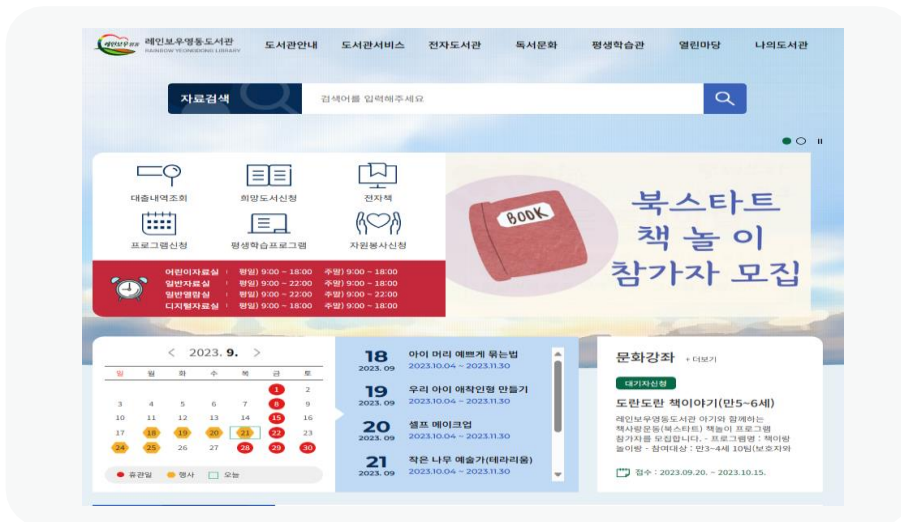 레인보우영동 레인보우영동도서관
RAINBOW YEONGDONG LIBRARY
도서관안내 도서관서비스 전자도서관 독서문화 평생학습관 열린마당 나의도서관
자료검색 검색어를 입력해주세요
대출내역조회 희망도서신청 전자책
프로그램신청 평생학습프로그램 자원봉사신청
어린이자료실 평일) 9:00 ~ 18:00 주말) 9:00 ~ 18:00
일반자료실 평일) 9:00 ~ 22:00 주말) 9:00 ~ 18:00
일반열람실 평일) 9:00 ~ 22:00 주말) 9:00 ~ 22:00
디지털자료실 평일) 9:00 ~ 18:00 주말) 9:00 ~ 18:00
BOOK
북스타트
책 놀 이
참가자 모집
< 2023. 9. >
일 월 화 수 목 금 토
1 2
3 4 5 6 7 8 9
10 11 12 13 14 15 16
17 18 19 20 21 22 23
24 25 26 27 28 29 30
휴관일 행사 오늘
18 아이 머리 예쁘게 묶는법
2023. 09 2023.10.04 ~ 2023.11.30
19 우리 아이 애착인형 만들기
2023. 09 2023.10.04 ~ 2023.11.30
20 셀프 메이크업
2023. 09 2023.10.04 ~ 2023.11.30
21 작은 나무 예술가(테라리움)
2023. 09 2023.10.04 ~ 2023.11.30
문화강좌 + 더보기
대기자신청
도란도란 책이야기(만5~6세)
레인보우영동도서관 아기와 함께하는
책사랑운동(북스타트) 책놀이 프로그램
참가자를 모집합니다. - 프로그램명 : 책이랑
놀이랑 - 참여대상 : 만3~4세 10팀(보호자와
접수 : 2023.09.20. ~ 2023.10.15.